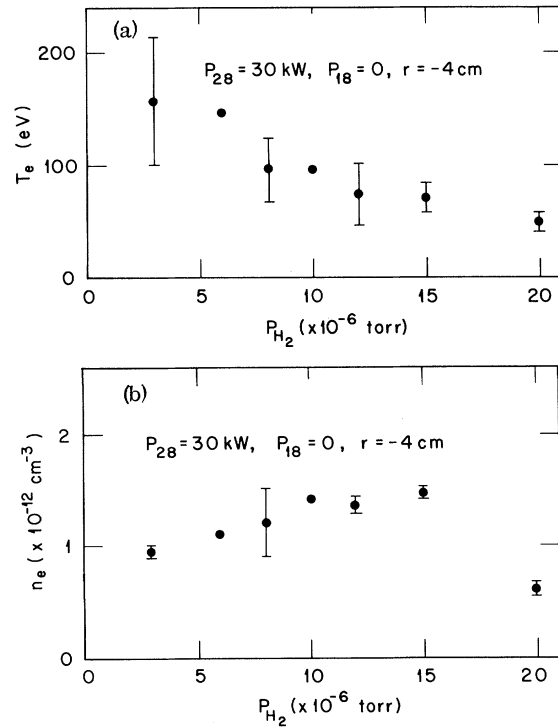 (a)
P28 = 30 kW, P18 = 0, r = −4 cm
200
100
0
Te (eV)
0 5 10 15 20
PH2 (x10⁻⁶ torr)
(b)
P28 = 30 kW, P18 = 0, r = −4 cm
2
1
0
ne (x 10⁻¹² cm⁻³)
0 5 10 15 20
PH2 (x10⁻⁶ torr)